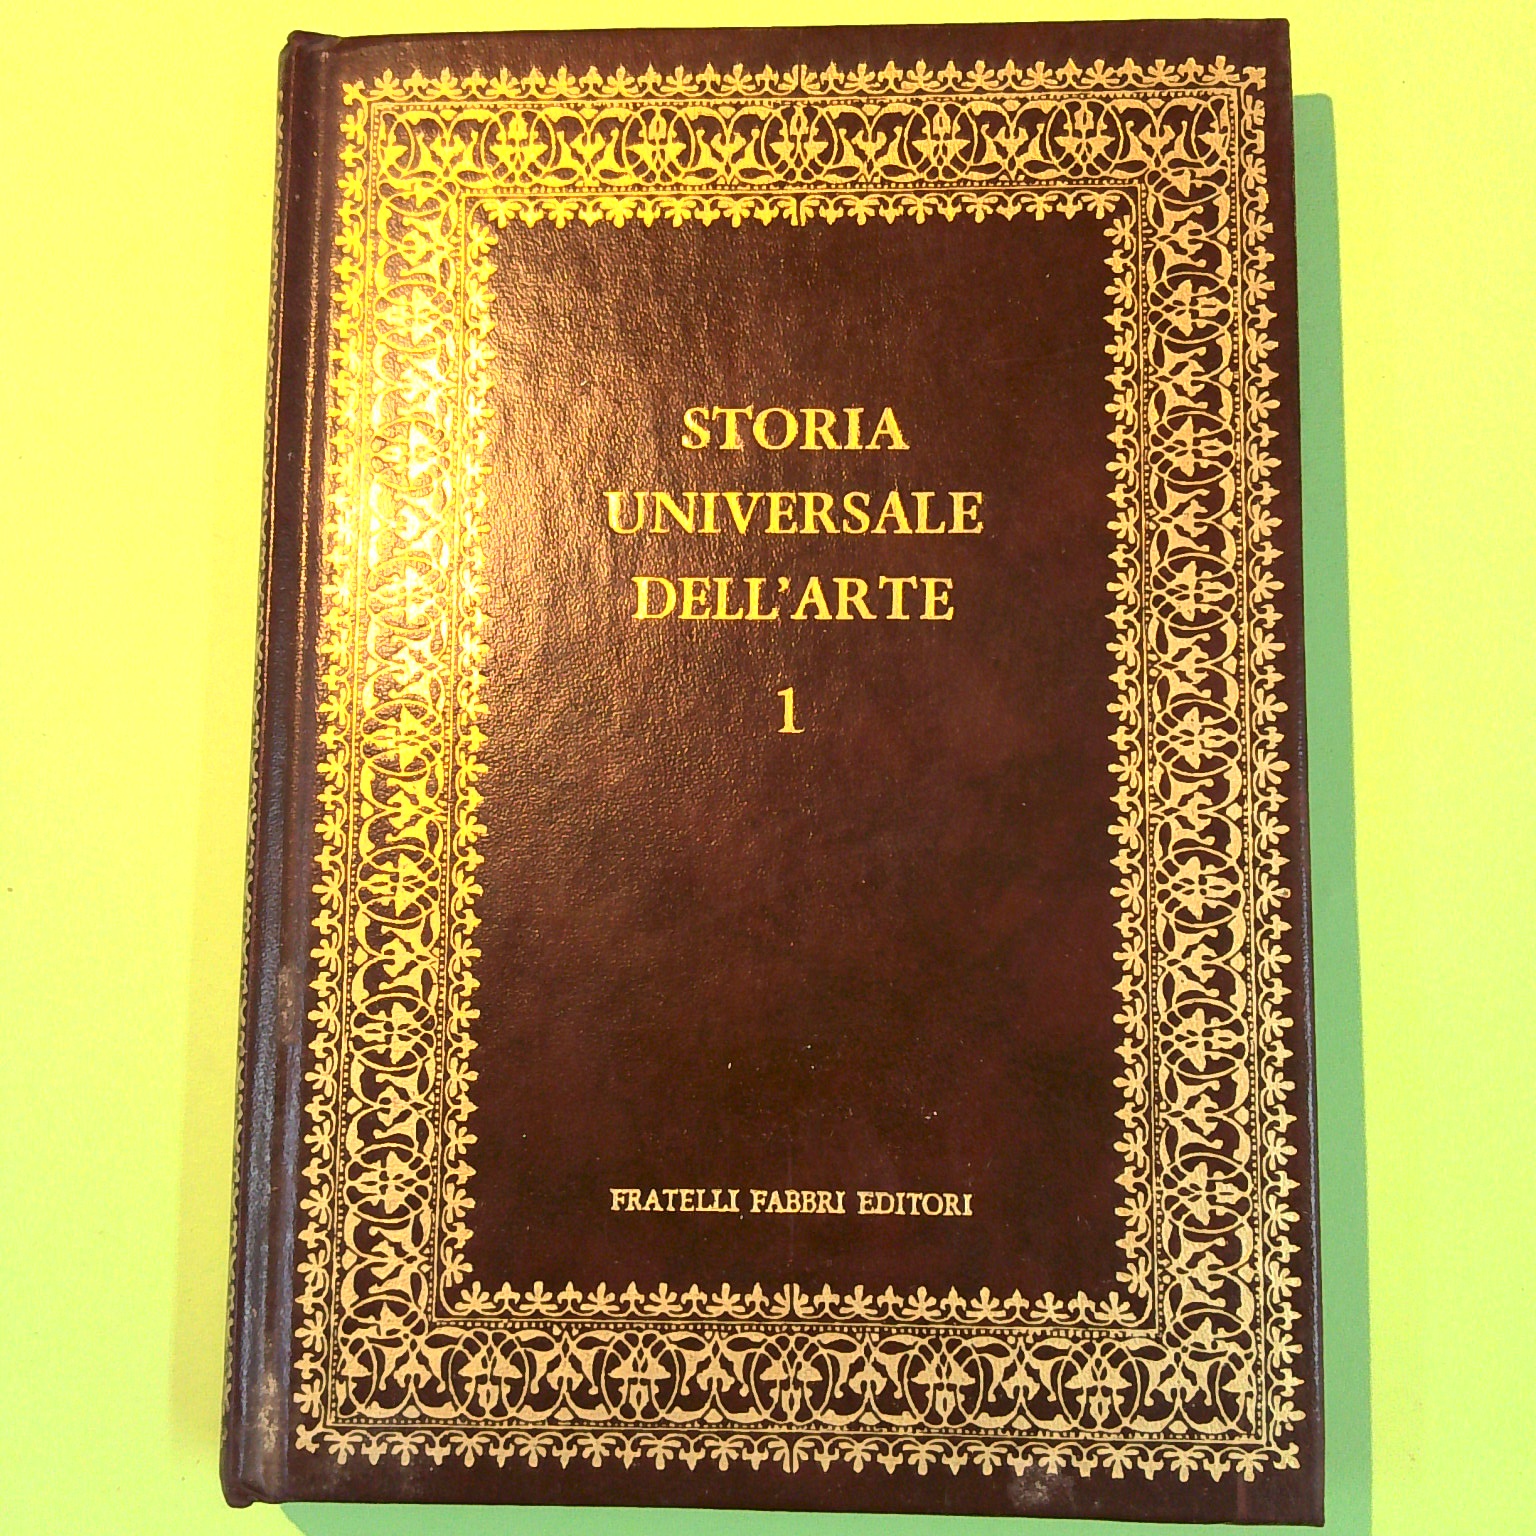 STORIA
UNIVERSALE
DELL'ARTE
1
FRATELLI FABBRI EDITORI